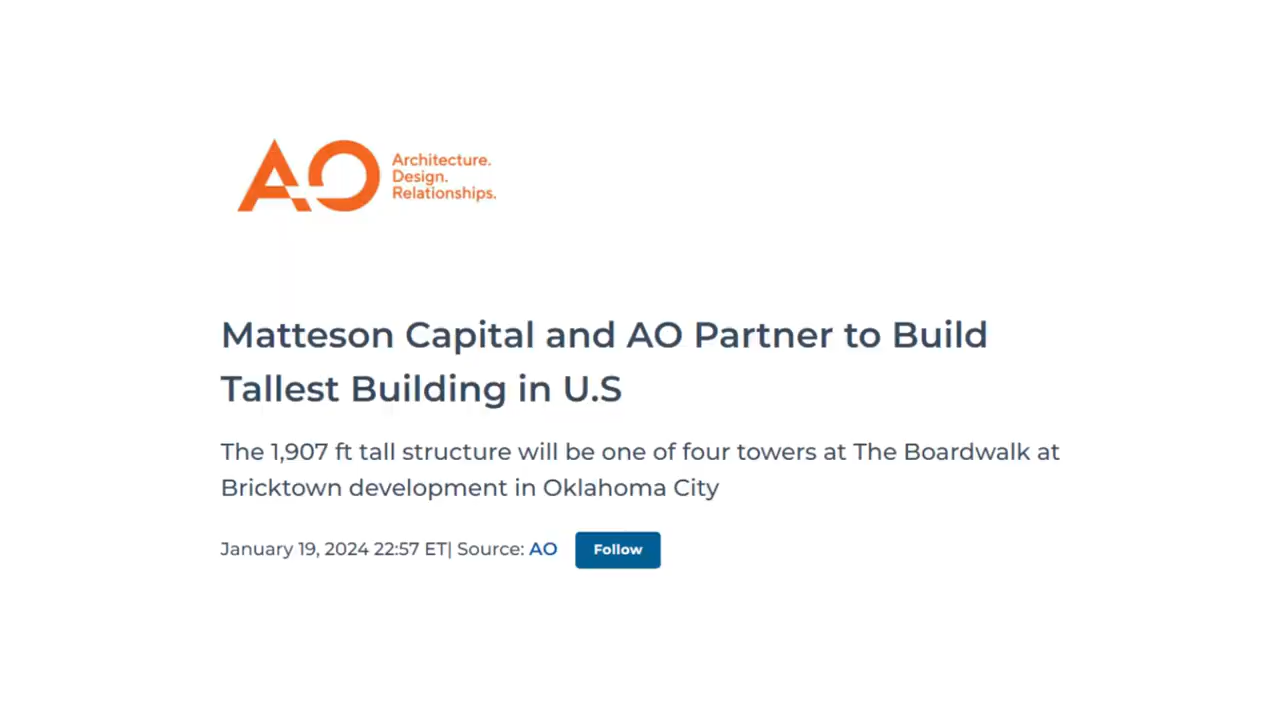 AO
Architecture.
Design.
Relationships.
Matteson Capital and AO Partner to Build
Tallest Building in U.S
The 1,907 ft tall structure will be one of four towers at The Boardwalk at
Bricktown development in Oklahoma City
January 19, 2024 22:57 ET| Source: AO Follow